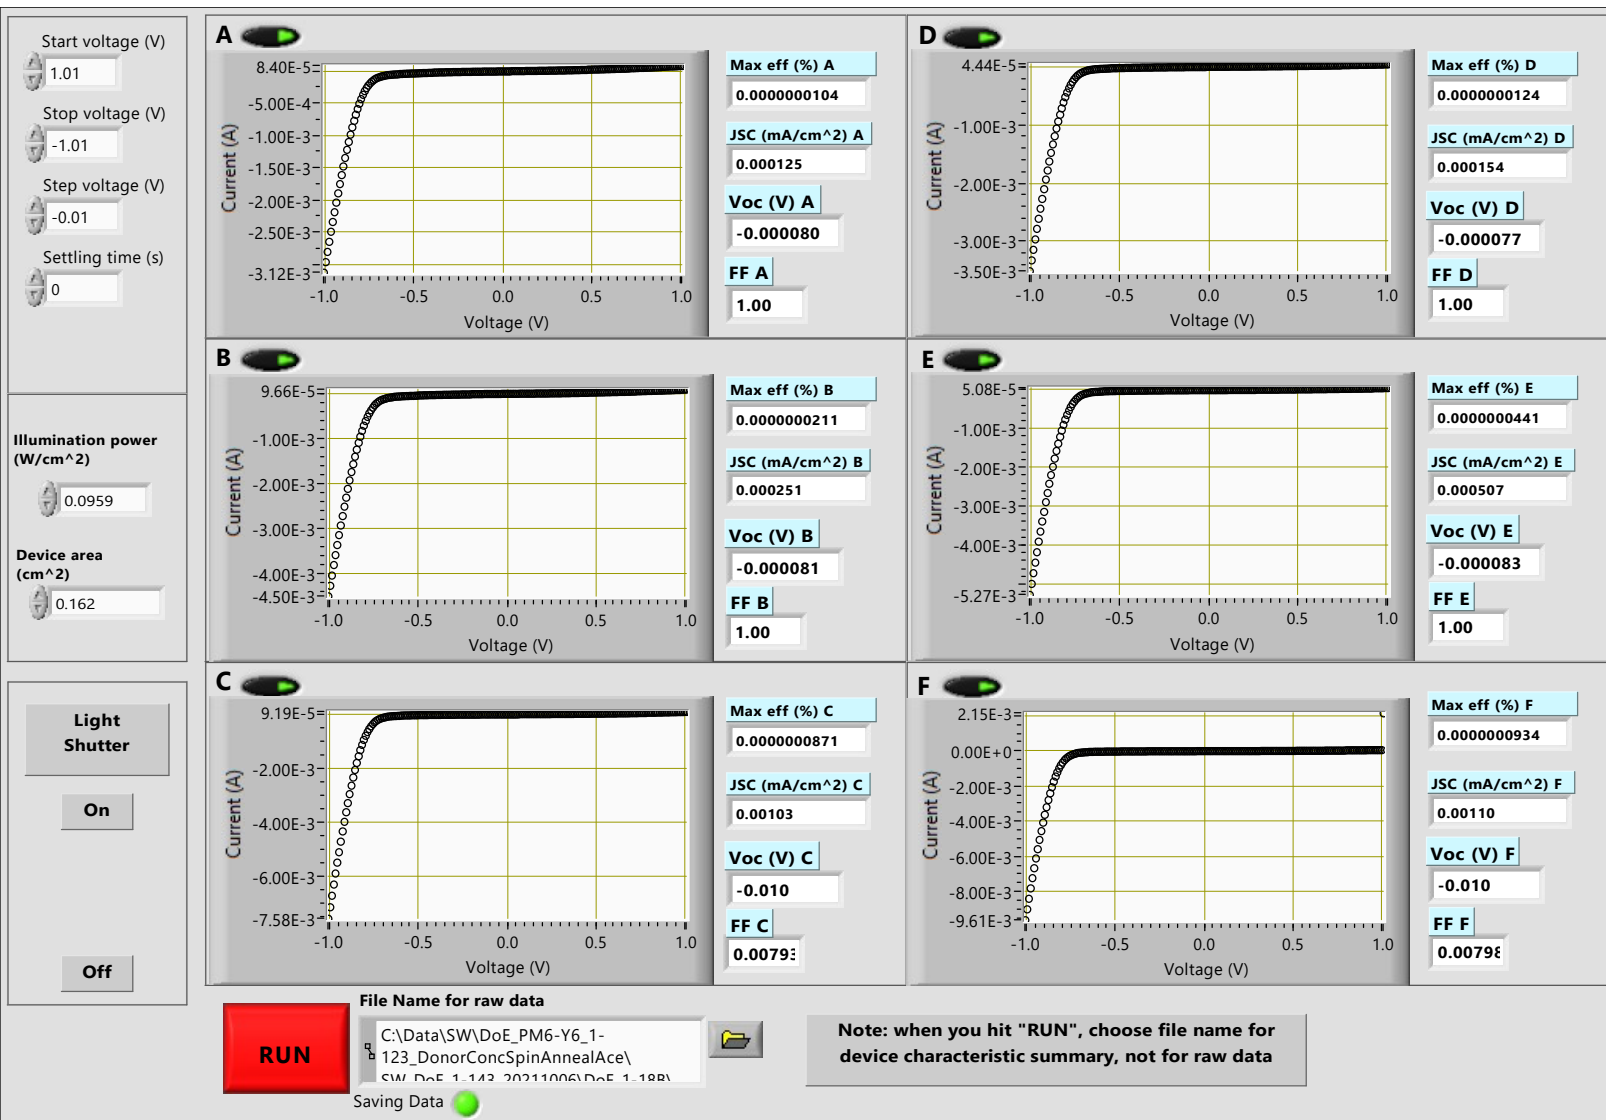 Start voltage (V)
1.01
Stop voltage (V)
-1.01
Step voltage (V)
-0.01
Settling time (s)
0
Illumination power
(W/cm^2)
0.0959
Device area
(cm^2)
0.162
Light
Shutter
On
Off
A
8.40E-5
-5.00E-4
-1.00E-3
-1.50E-3
-2.00E-3
-2.50E-3
-3.12E-3
Current (A)
-1.0 -0.5 0.0 0.5 1.0
Voltage (V)
Max eff (%) A
0.0000000104
JSC (mA/cm^2) A
0.000125
Voc (V) A
-0.000080
FF A
1.00
B
9.66E-5
-1.00E-3
-2.00E-3
-3.00E-3
-4.00E-3
-4.50E-3
Current (A)
-1.0 -0.5 0.0 0.5 1.0
Voltage (V)
Max eff (%) B
0.0000000211
JSC (mA/cm^2) B
0.000251
Voc (V) B
-0.000081
FF B
1.00
C
9.19E-5
-2.00E-3
-4.00E-3
-6.00E-3
-7.58E-3
Current (A)
-1.0 -0.5 0.0 0.5 1.0
Voltage (V)
Max eff (%) C
0.0000000871
JSC (mA/cm^2) C
0.00103
Voc (V) C
-0.010
FF C
D
4.44E-5
-1.00E-3
-2.00E-3
-3.00E-3
-3.50E-3
Current (A)
-1.0 -0.5 0.0 0.5 1.0
Voltage (V)
Max eff (%) D
0.0000000124
JSC (mA/cm^2) D
0.000154
Voc (V) D
-0.000077
FF D
1.00
E
5.08E-5
-1.00E-3
-2.00E-3
-3.00E-3
-4.00E-3
-5.27E-3
Current (A)
-1.0 -0.5 0.0 0.5 1.0
Voltage (V)
Max eff (%) E
0.0000000441
JSC (mA/cm^2) E
0.000507
Voc (V) E
-0.000083
FF E
1.00
F
2.15E-3
0.00E+0
-2.00E-3
-4.00E-3
-6.00E-3
-8.00E-3
-9.61E-3
Current (A)
-1.0 -0.5 0.0 0.5 1.0
Voltage (V)
Max eff (%) F
0.0000000934
JSC (mA/cm^2) F
0.00110
Voc (V) F
-0.010
FF F
RUN
File Name for raw data
C:\Data\SW\DoE_PM6-Y6_1-
123_DonorConcSpinAnnealAce\
SW_DoE_1-143_20211006\DoE_1-18B\
Saving Data
Note: when you hit "RUN", choose file name for
device characteristic summary, not for raw data